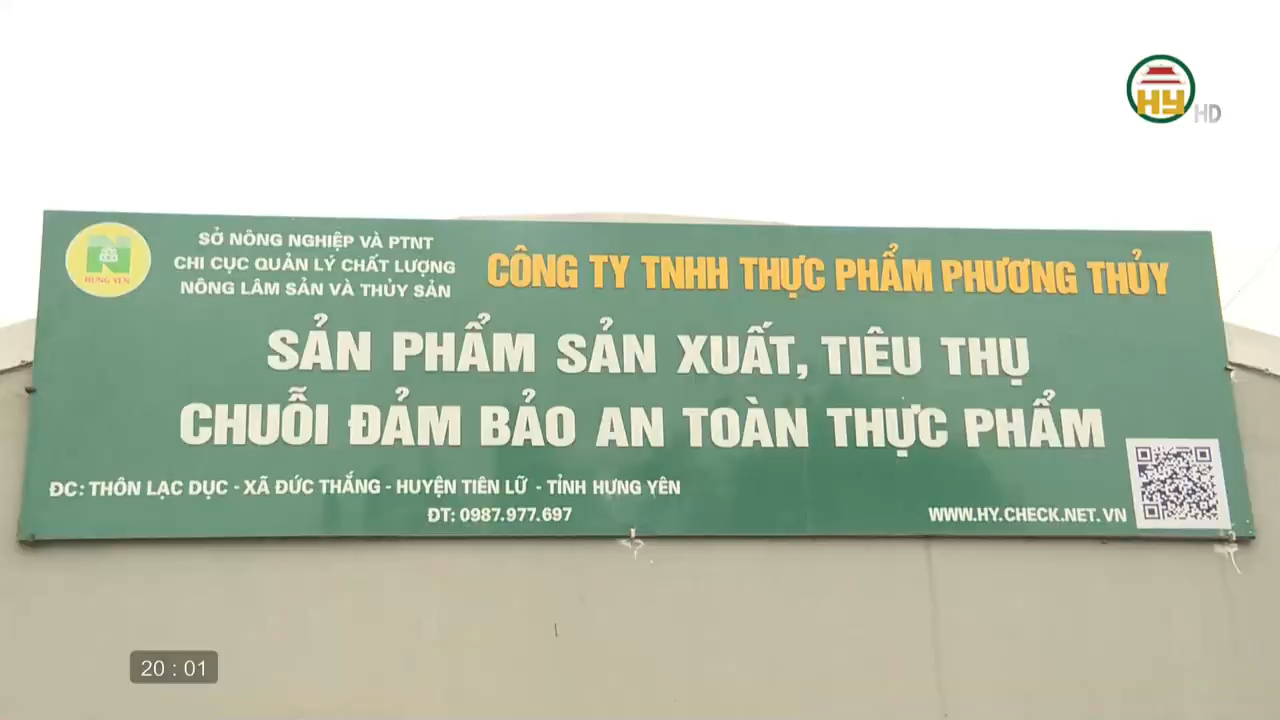 HY HD
HƯNG YÊN
SỞ NÔNG NGHIỆP VÀ PTNT
CHI CỤC QUẢN LÝ CHẤT LƯỢNG
NÔNG LÂM SẢN VÀ THỦY SẢN
CÔNG TY TNHH THỰC PHẨM PHƯƠNG THỦY
SẢN PHẨM SẢN XUẤT, TIÊU THỤ
CHUỖI ĐẢM BẢO AN TOÀN THỰC PHẨM
ĐC: THÔN LẠC DỤC - XÃ ĐỨC THẮNG - HUYỆN TIÊN LỮ - TỈNH HƯNG YÊN
ĐT: 0987.977.697
WWW.HY.CHECK.NET.VN
20 : 01